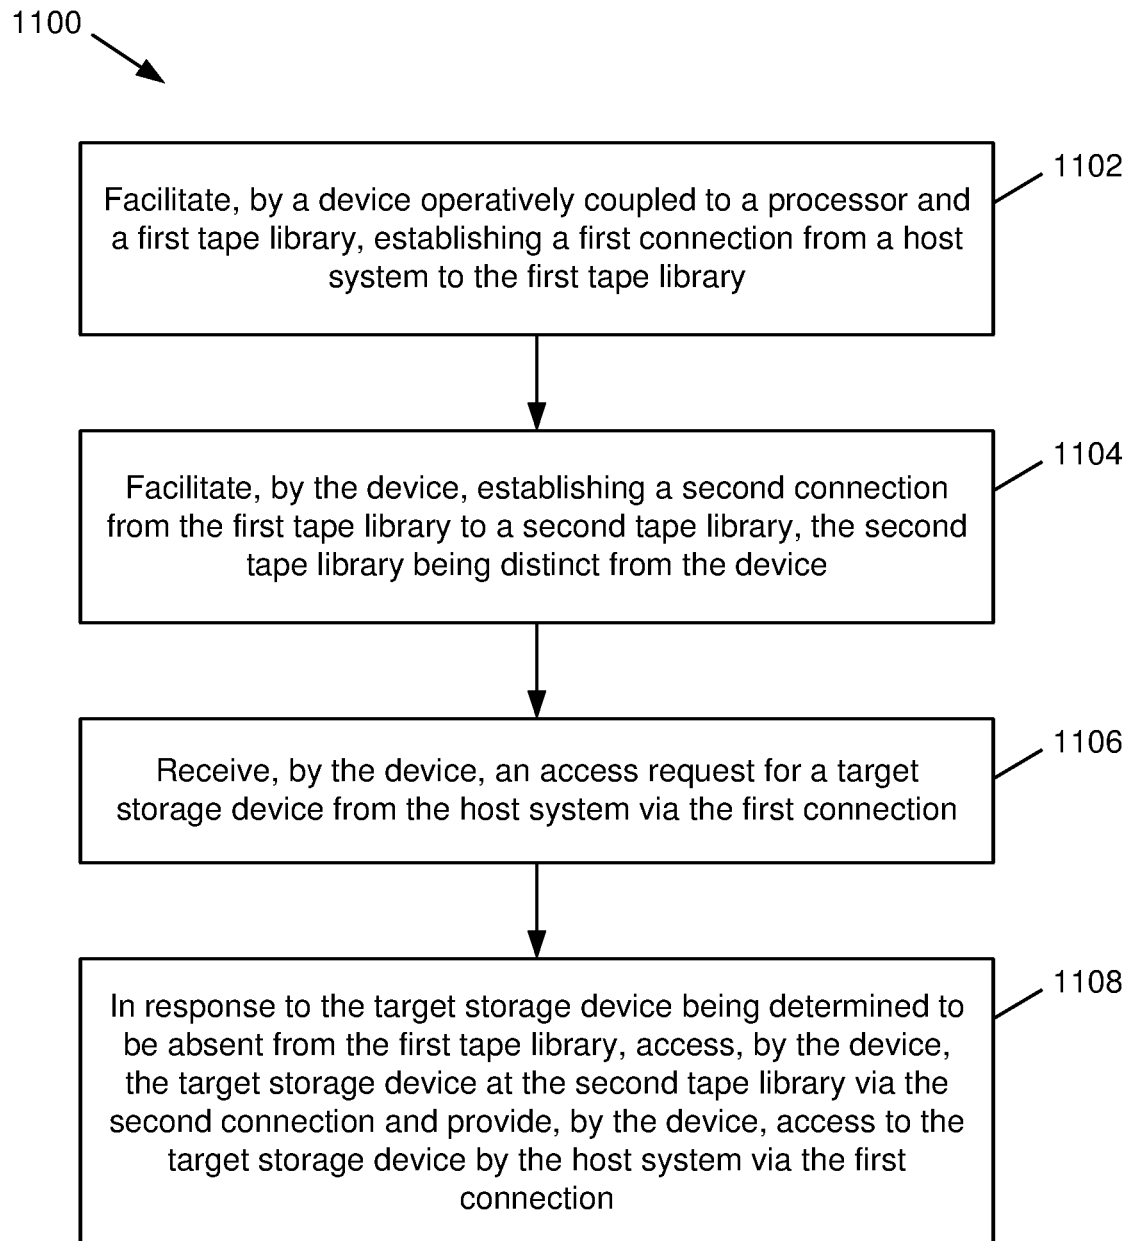 1100
1102
Facilitate, by a device operatively coupled to a processor and
a first tape library, establishing a first connection from a host
system to the first tape library
1104
Facilitate, by the device, establishing a second connection
from the first tape library to a second tape library, the second
tape library being distinct from the device
1106
Receive, by the device, an access request for a target
storage device from the host system via the first connection
1108
In response to the target storage device being determined to
be absent from the first tape library, access, by the device,
the target storage device at the second tape library via the
second connection and provide, by the device, access to the
target storage device by the host system via the first
connection